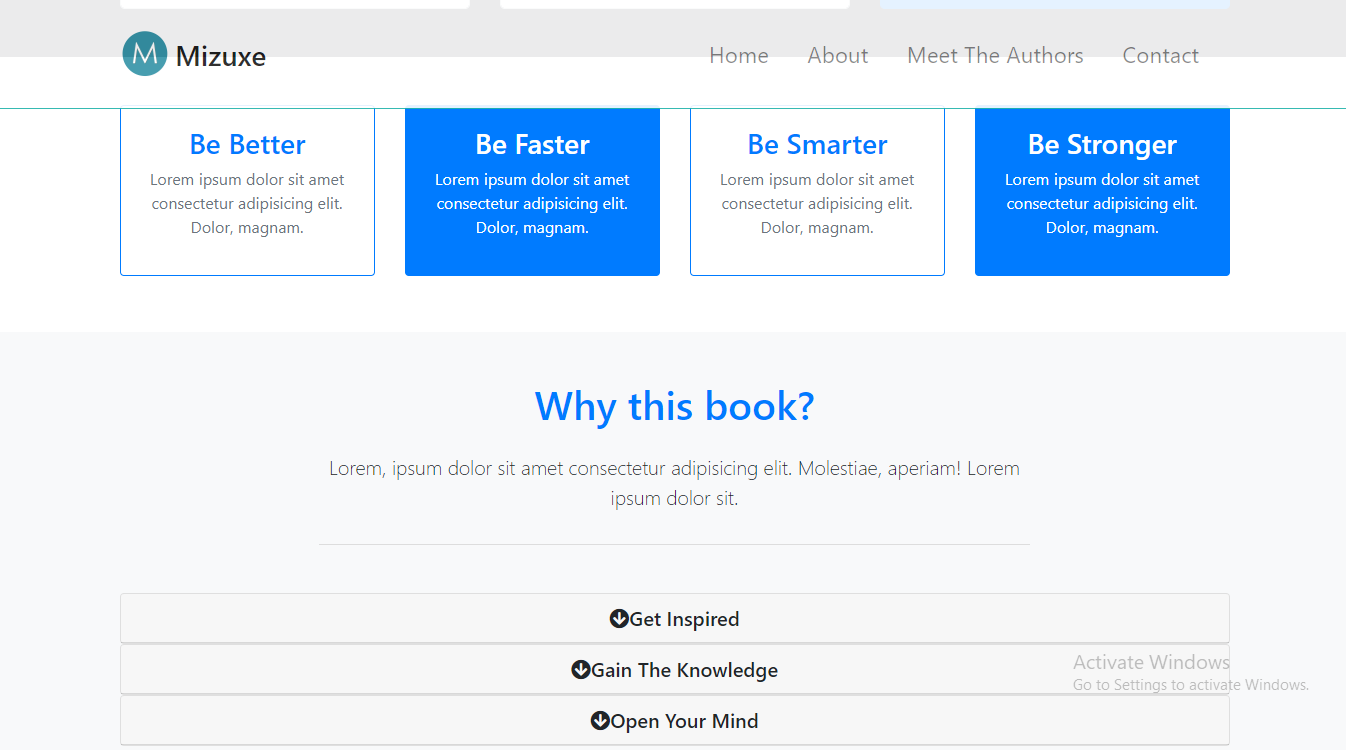 M Mizuxe
Home About Meet The Authors Contact
Be Better
Lorem ipsum dolor sit amet
consectetur adipisicing elit.
Dolor, magnam.
Be Faster
Lorem ipsum dolor sit amet
consectetur adipisicing elit.
Dolor, magnam.
Be Smarter
Lorem ipsum dolor sit amet
consectetur adipisicing elit.
Dolor, magnam.
Be Stronger
Lorem ipsum dolor sit amet
consectetur adipisicing elit.
Dolor, magnam.
Why this book?
Lorem, ipsum dolor sit amet consectetur adipisicing elit. Molestiae, aperiam! Lorem
ipsum dolor sit.
Get Inspired
Gain The Knowledge
Open Your Mind
Activate Windows
Go to Settings to activate Windows.